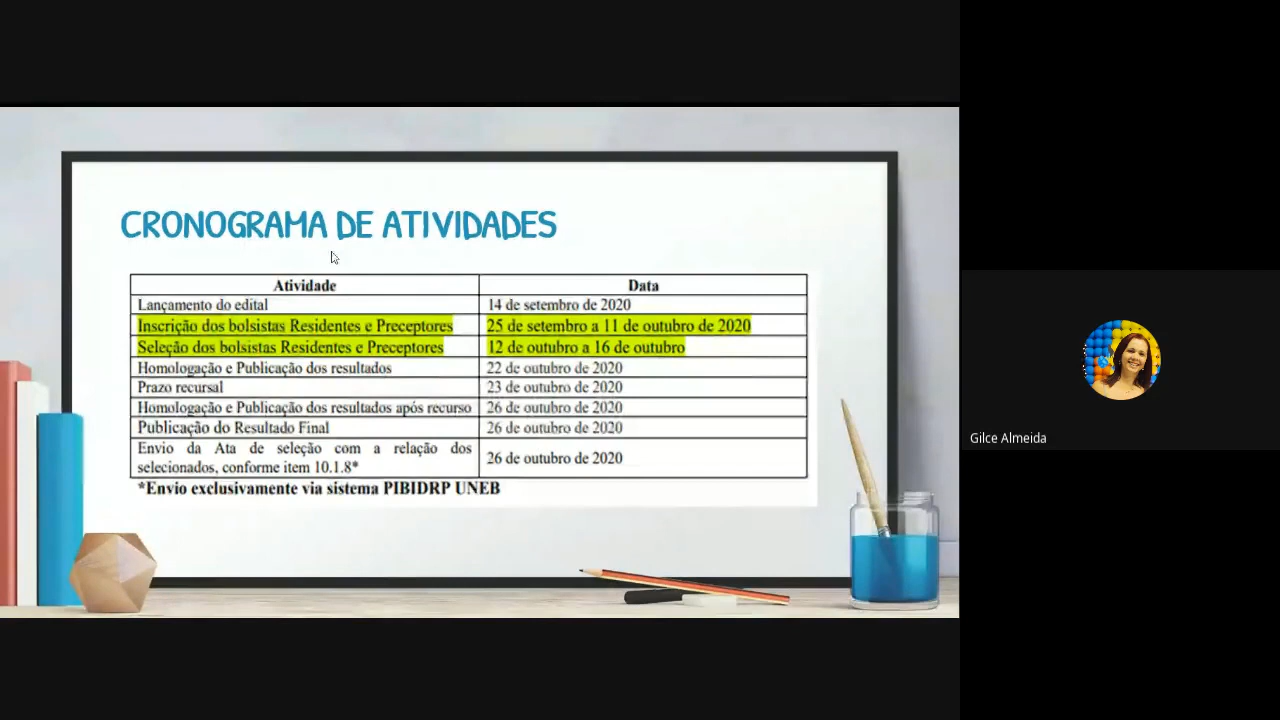 CRONOGRAMA DE ATIVIDADES
Atividade Data
Lançamento do edital 14 de setembro de 2020
Inscrição dos bolsistas Residentes e Preceptores 25 de setembro a 11 de outubro de 2020
Seleção dos bolsistas Residentes e Preceptores 12 de outubro a 16 de outubro
Homologação e Publicação dos resultados 22 de outubro de 2020
Prazo recursal 23 de outubro de 2020
Homologação e Publicação dos resultados após recurso 26 de outubro de 2020
Publicação do Resultado Final 26 de outubro de 2020
Envio da Ata de seleção com a relação dos
selecionados, conforme item 10.1.8* 26 de outubro de 2020
*Envio exclusivamente via sistema PIBIDRP UNEB
Gilce Almeida